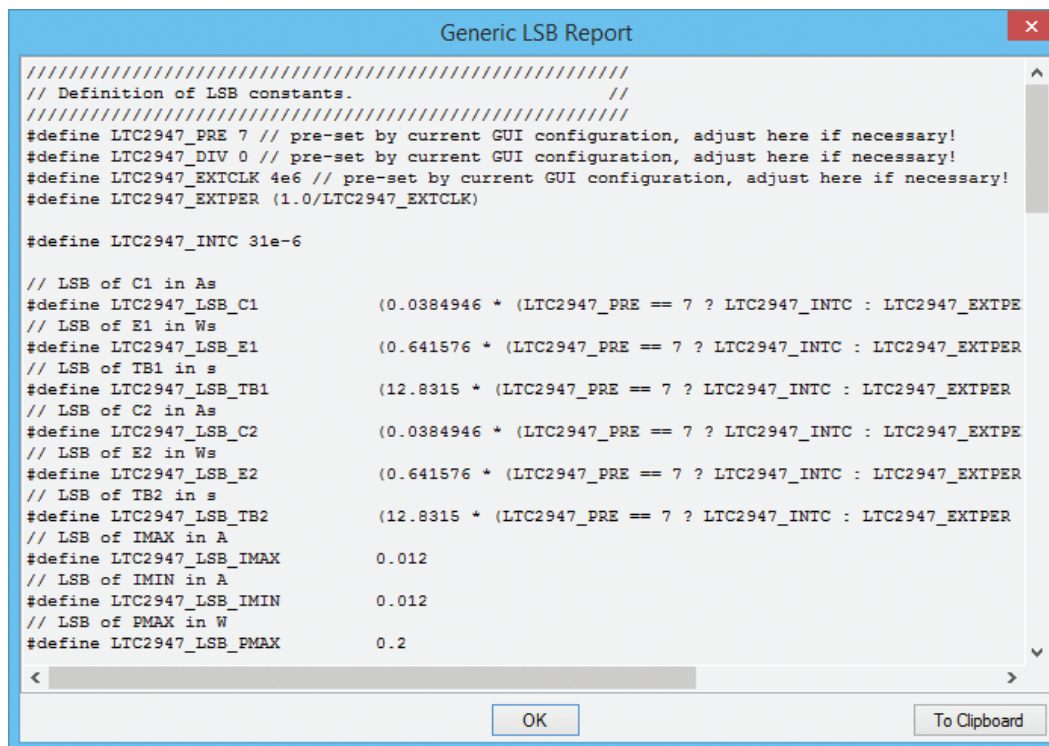 Generic LSB Report
/////////////////////////////////////////////////////////
// Definition of LSB constants. //
/////////////////////////////////////////////////////////
#define LTC2947_PRE 7 // pre-set by current GUI configuration, adjust here if necessary!
#define LTC2947_DIV 0 // pre-set by current GUI configuration, adjust here if necessary!
#define LTC2947_EXTCLK 4e6 // pre-set by current GUI configuration, adjust here if necessary!
#define LTC2947_EXTPER (1.0/LTC2947_EXTCLK)
#define LTC2947_INTC 31e-6
// LSB of C1 in As
#define LTC2947_LSB_C1 (0.0384946 * (LTC2947_PRE == 7 ? LTC2947_INTC : LTC2947_EXTPE
// LSB of E1 in Ws
#define LTC2947_LSB_E1 (0.641576 * (LTC2947_PRE == 7 ? LTC2947_INTC : LTC2947_EXTPER
// LSB of TB1 in s
#define LTC2947_LSB_TB1 (12.8315 * (LTC2947_PRE == 7 ? LTC2947_INTC : LTC2947_EXTPER
// LSB of C2 in As
#define LTC2947_LSB_C2 (0.0384946 * (LTC2947_PRE == 7 ? LTC2947_INTC : LTC2947_EXTPE
// LSB of E2 in Ws
#define LTC2947_LSB_E2 (0.641576 * (LTC2947_PRE == 7 ? LTC2947_INTC : LTC2947_EXTPER
// LSB of TB2 in s
#define LTC2947_LSB_TB2 (12.8315 * (LTC2947_PRE == 7 ? LTC2947_INTC : LTC2947_EXTPER
// LSB of IMAX in A
#define LTC2947_LSB_IMAX 0.012
// LSB of IMIN in A
#define LTC2947_LSB_IMIN 0.012
// LSB of PMAX in W
#define LTC2947_LSB_PMAX 0.2
OK
To Clipboard